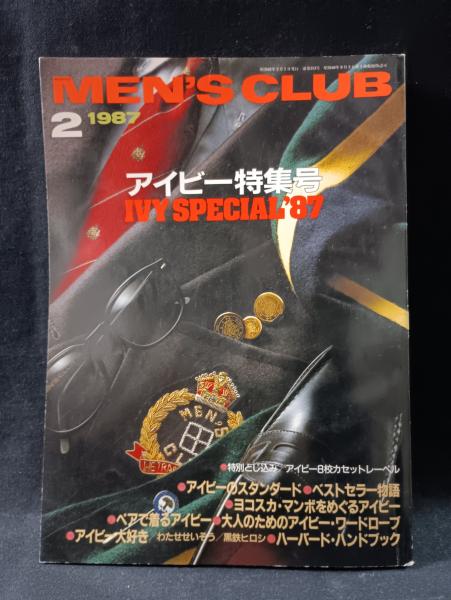 MEN'S CLUB
2 1987
アイビー特集号
IVY SPECIAL '87
MEN'S
●特別とじ込み/アイビー8校カセットレーベル
●アイビーのスタンダード●ベストセラー物語
●ヨコスカ・マンボをめぐるアイビー
●ペアで着るアイビー●大人のためのアイビー・ワードローブ
●アイビー大好き/わたせせいぞう/黒鉄ヒロシ●ハーバード・ハンドブック